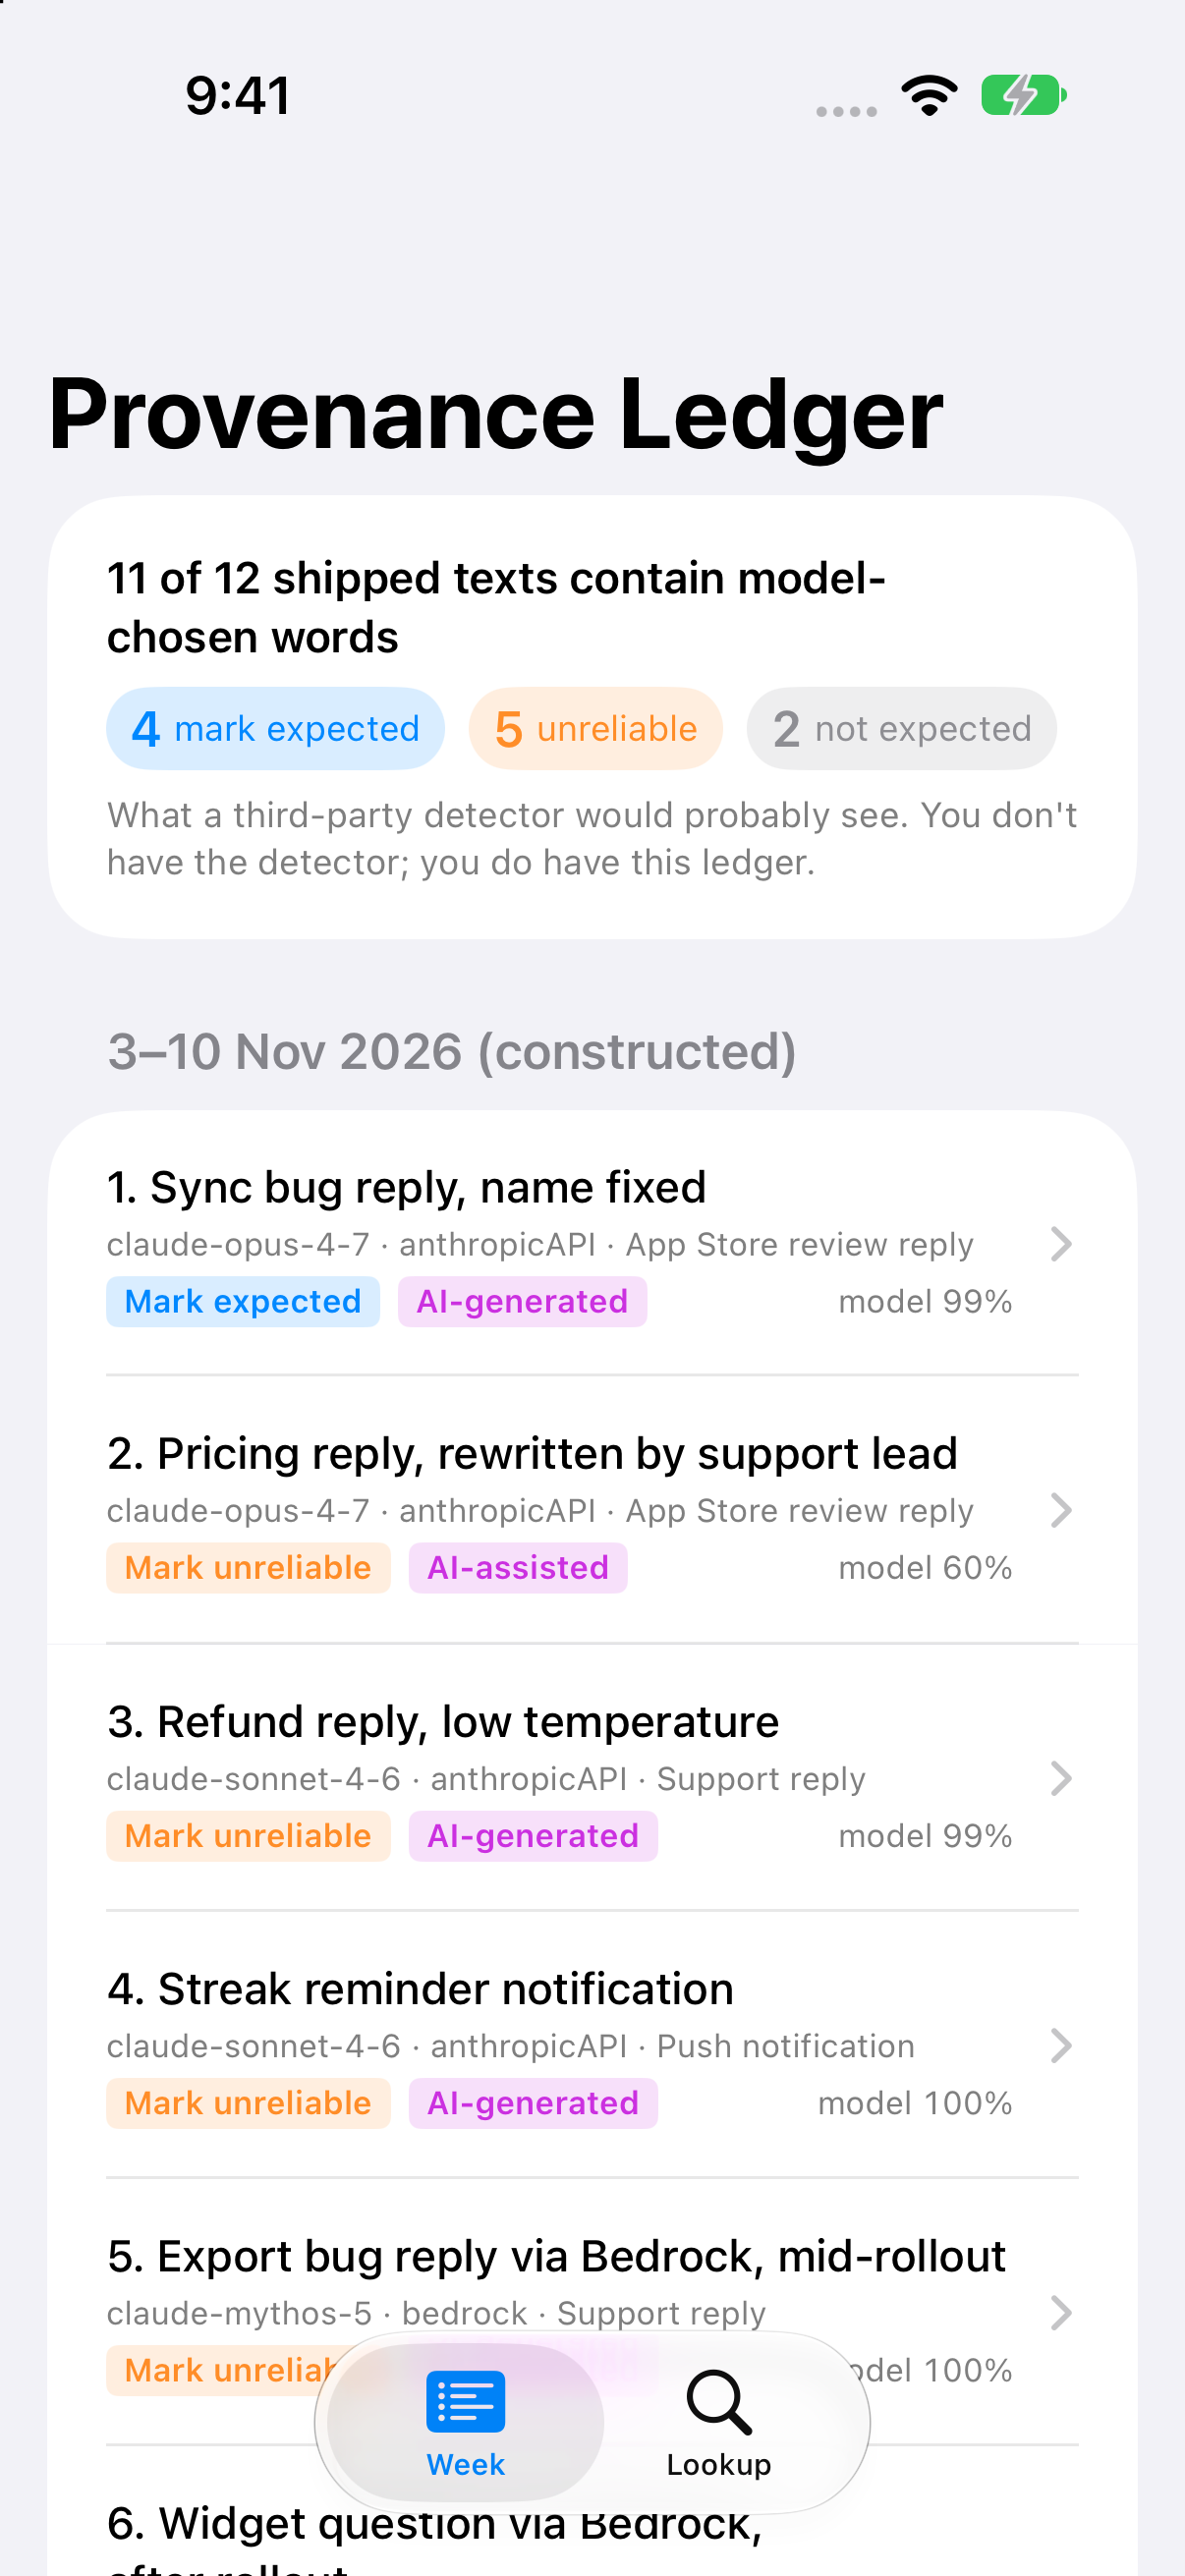 9:41
Provenance Ledger
11 of 12 shipped texts contain model-
chosen words
4 mark expected
5 unreliable
2 not expected
What a third-party detector would probably see. You don't
have the detector; you do have this ledger.
3–10 Nov 2026 (constructed)
1. Sync bug reply, name fixed
claude-opus-4-7 · anthropicAPI · App Store review reply
Mark expected AI-generated model 99%
2. Pricing reply, rewritten by support lead
claude-opus-4-7 · anthropicAPI · App Store review reply
Mark unreliable AI-assisted model 60%
3. Refund reply, low temperature
claude-sonnet-4-6 · anthropicAPI · Support reply
Mark unreliable AI-generated model 99%
4. Streak reminder notification
claude-sonnet-4-6 · anthropicAPI · Push notification
Mark unreliable AI-generated model 100%
5. Export bug reply via Bedrock, mid-rollout
claude-mythos-5 · bedrock · Support reply
Mark 100%
Week Lookup
6. Widget question via Bedrock,
after rollout